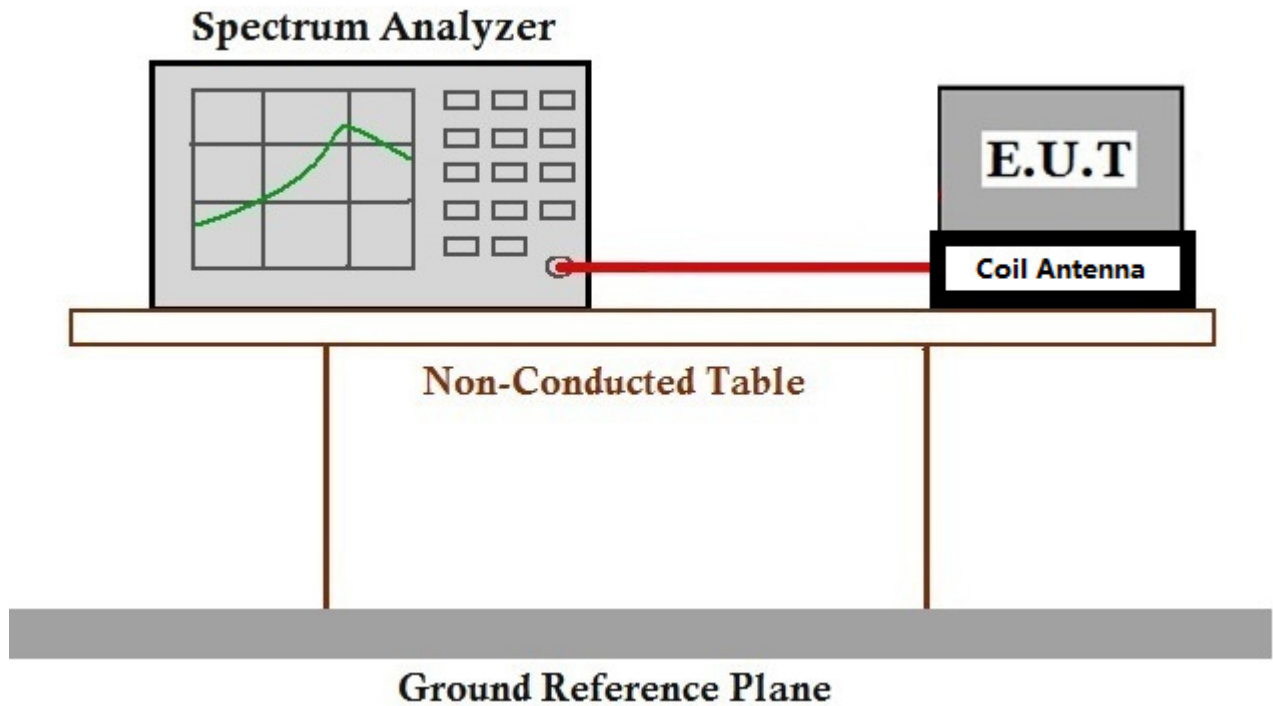 Spectrum Analyzer
E.U.T
Coil Antenna
Non-Conducted Table
Ground Reference Plane